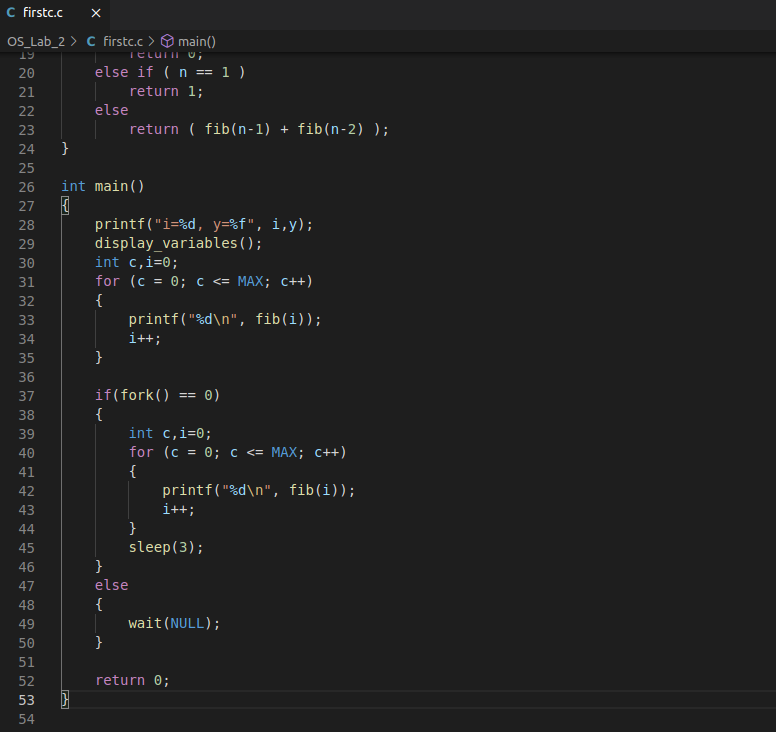 C firstc.c ×
OS_Lab_2 > C firstc.c > main()
19 return 0;
20 else if ( n == 1 )
21 return 1;
22 else
23 return ( fib(n-1) + fib(n-2) );
24 }
25
26 int main()
27 {
28 printf("i=%d, y=%f", i,y);
29 display_variables();
30 int c,i=0;
31 for (c = 0; c <= MAX; c++)
32 {
33 printf("%d\n", fib(i));
34 i++;
35 }
36
37 if(fork() == 0)
38 {
39 int c,i=0;
40 for (c = 0; c <= MAX; c++)
41 {
42 printf("%d\n", fib(i));
43 i++;
44 }
45 sleep(3);
46 }
47 else
48 {
49 wait(NULL);
50 }
51
52 return 0;
53 }
54